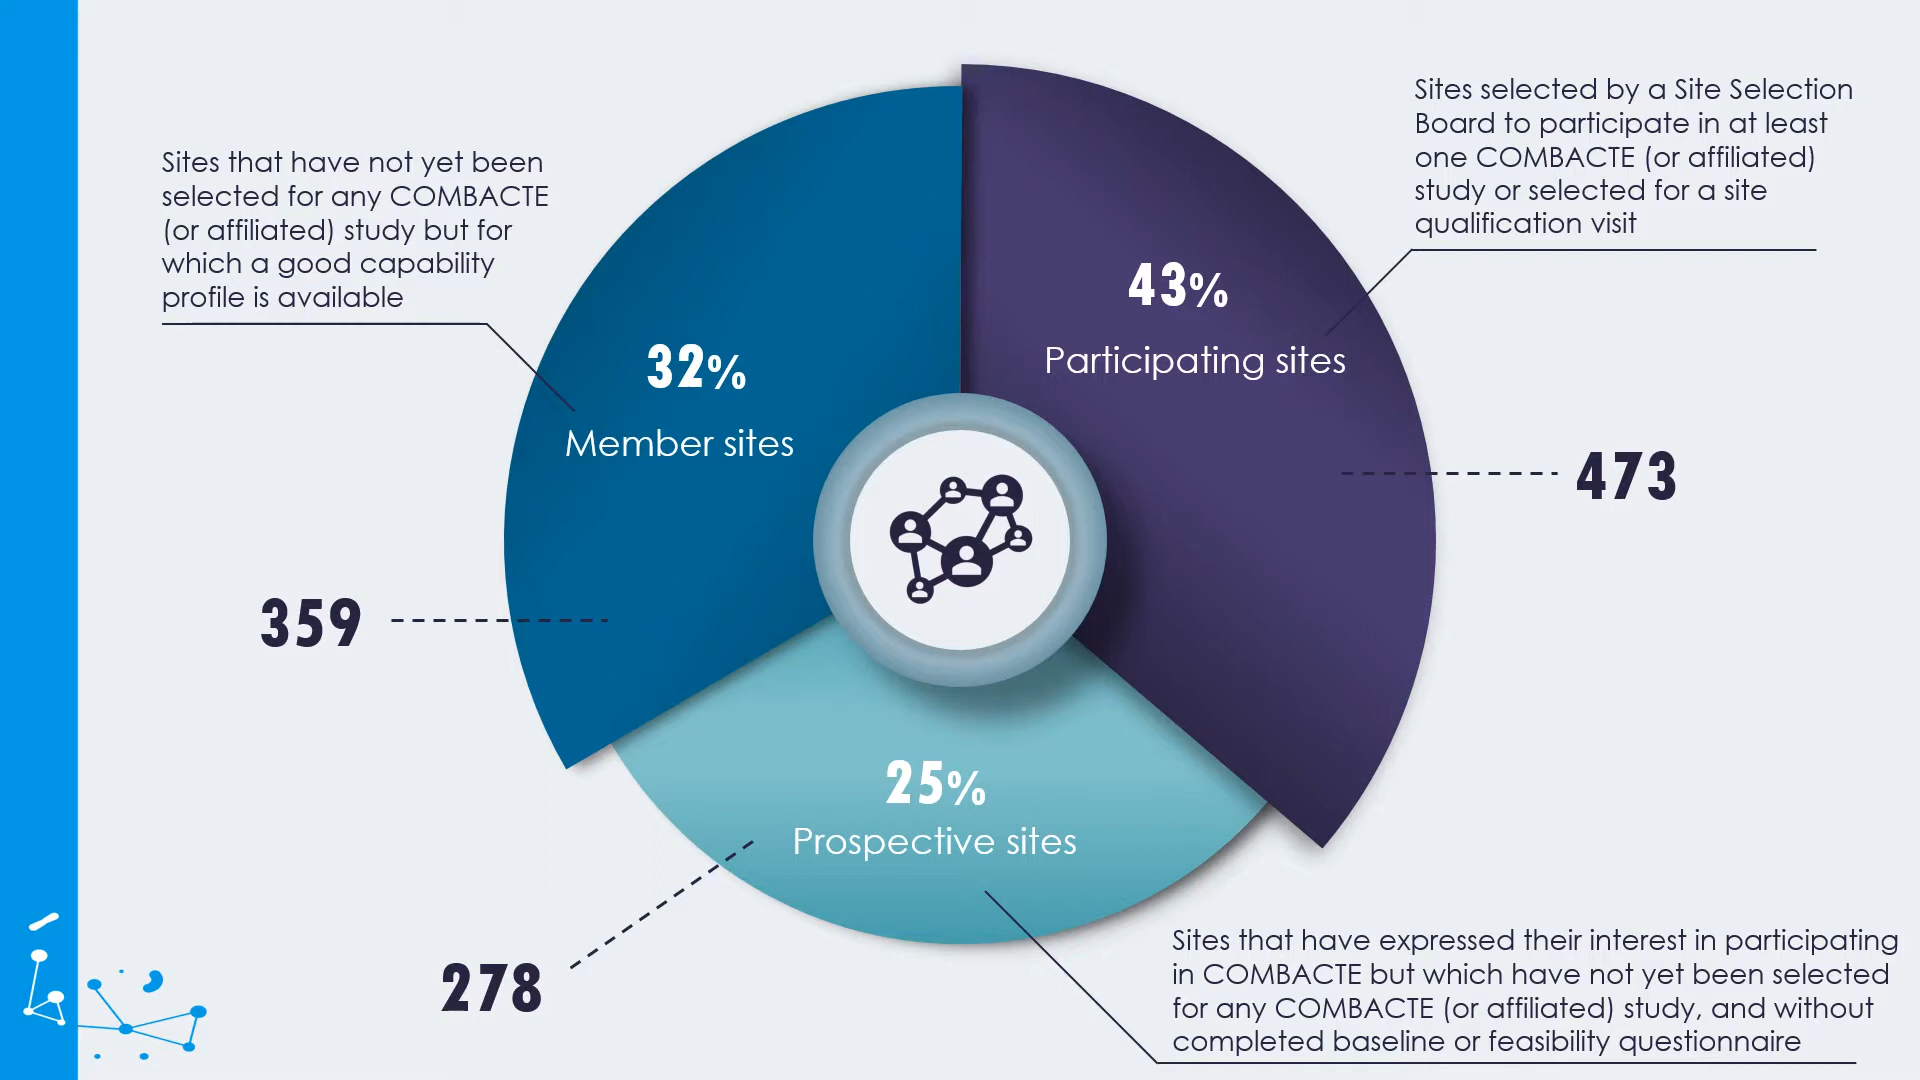 Sites that have not yet been
selected for any COMBACTE
(or affiliated) study but for
which a good capability
profile is available
32%
Member sites
359
Sites selected by a Site Selection
Board to participate in at least
one COMBACTE (or affiliated)
study or selected for a site
qualification visit
43%
Participating sites
473
25%
Prospective sites
278
Sites that have expressed their interest in participating
in COMBACTE but which have not yet been selected
for any COMBACTE (or affiliated) study, and without
completed baseline or feasibility questionnaire